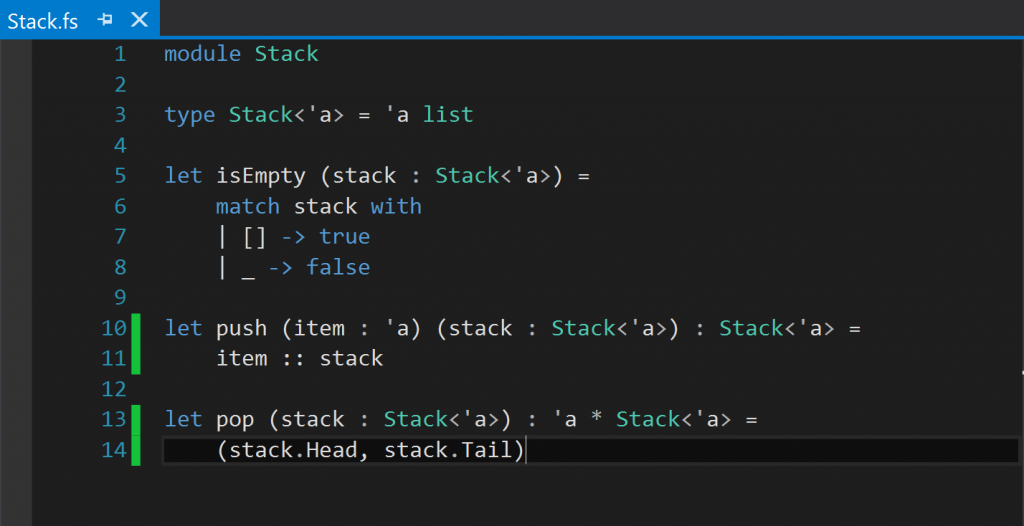 Stack.fs
1 module Stack
2
3 type Stack<'a> = 'a list
4
5 let isEmpty (stack : Stack<'a>) =
6     match stack with
7     | [] -> true
8     | _ -> false
9
10 let push (item : 'a) (stack : Stack<'a>) : Stack<'a> =
11     item :: stack
12
13 let pop (stack : Stack<'a>) : 'a * Stack<'a> =
14     (stack.Head, stack.Tail)